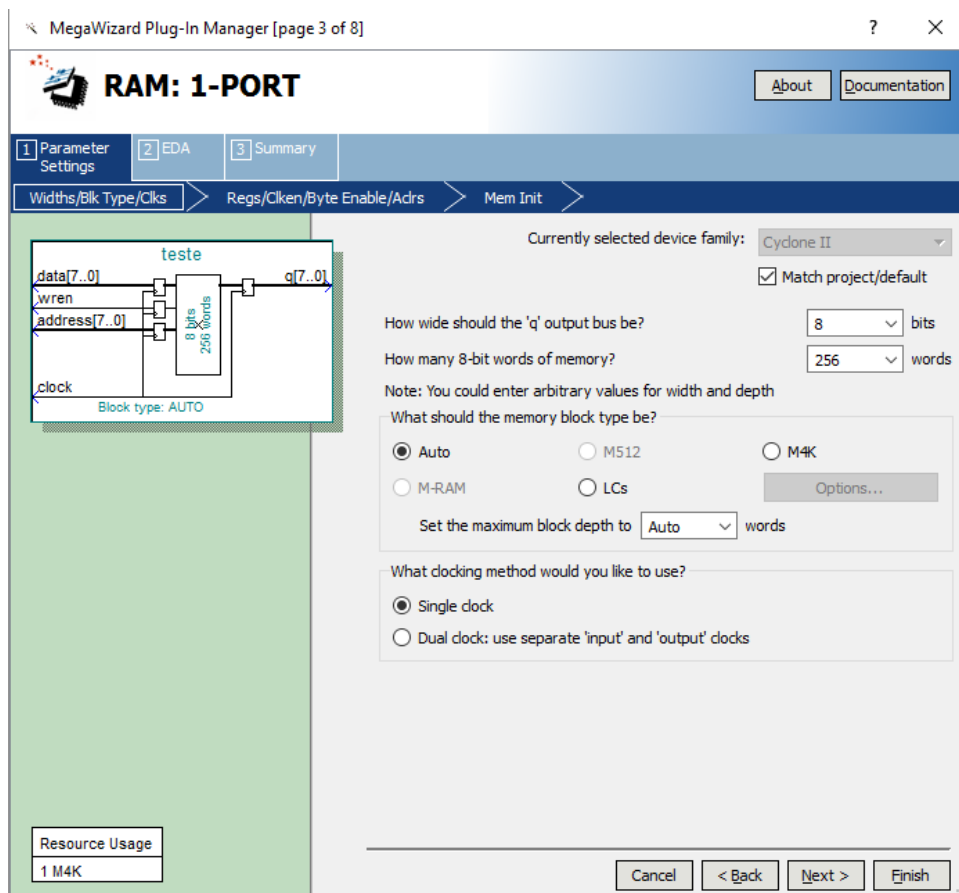 MegaWizard Plug-In Manager [page 3 of 8]
?
RAM: 1-PORT
About
Documentation
1 Parameter Settings
2 EDA
3 Summary
Widths/Blk Type/Clks
Regs/Clken/Byte Enable/Aclrs
Mem Init
teste
data[7..0]
q[7..0]
wren
address[7..0]
8 bits
256 words
clock
Block type: AUTO
Currently selected device family:
Cyclone II
Match project/default
How wide should the 'q' output bus be?
8
bits
How many 8-bit words of memory?
256
words
Note: You could enter arbitrary values for width and depth
What should the memory block type be?
Auto
M512
M4K
M-RAM
LCs
Options...
Set the maximum block depth to
Auto
words
What clocking method would you like to use?
Single clock
Dual clock: use separate 'input' and 'output' clocks
Resource Usage
1 M4K
Cancel
< Back
Next >
Finish